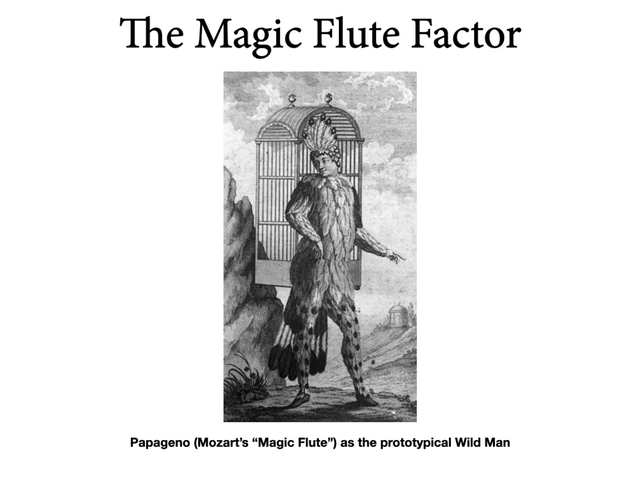 The Magic Flute Factor
Papageno (Mozart’s “Magic Flute”) as the prototypical Wild Man